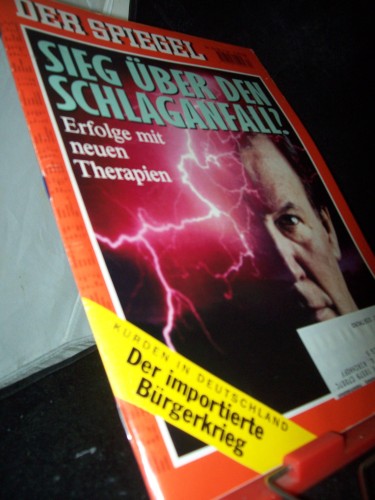 DER SPIEGEL
SIEG ÜBER DEN
SCHLAGANFALL?
Erfolge mit
neuen
Therapien
KURDEN IN DEUTSCHLAND
Der importierte
Bürgerkrieg